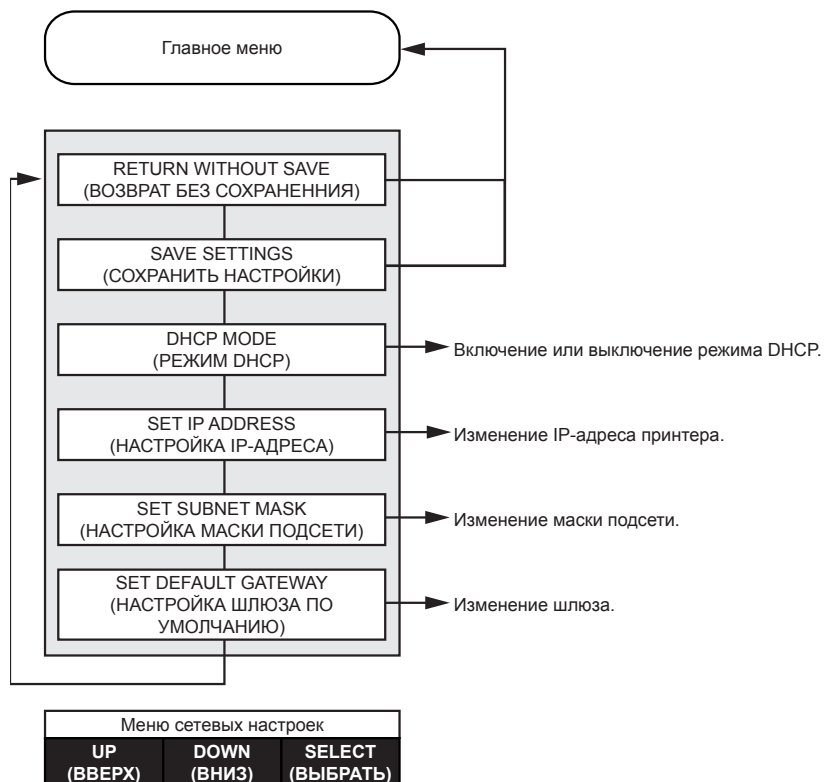 Главное меню
RETURN WITHOUT SAVE
(ВОЗВРАТ БЕЗ СОХРАНЕННИЯ)
SAVE SETTINGS
(СОХРАНИТЬ НАСТРОЙКИ)
DHCP MODE
(РЕЖИМ DHCP)
Включение или выключение режима DHCP.
SET IP ADDRESS
(НАСТРОЙКА IP-АДРЕСА)
Изменение IP-адреса принтера.
SET SUBNET MASK
(НАСТРОЙКА МАСКИ ПОДСЕТИ)
Изменение маски подсети.
SET DEFAULT GATEWAY
(НАСТРОЙКА ШЛЮЗА ПО
УМОЛЧАНИЮ)
Изменение шлюза.
Меню сетевых настроек
UP DOWN SELECT
(ВВЕРХ) (ВНИЗ) (ВЫБРАТЬ)